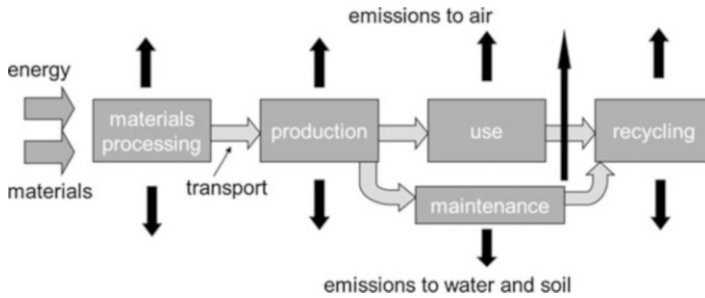 emissions to air
energy
materials
processing
production
use
recycling
transport
materials
maintenance
emissions to water and soil